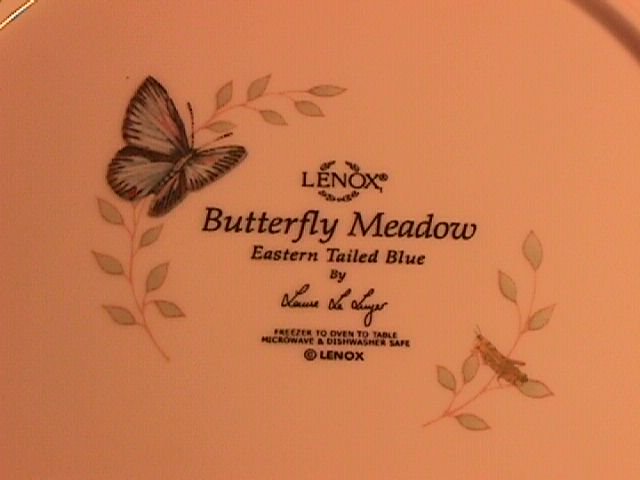 LENOX®
Butterfly Meadow
Eastern Tailed Blue
By
Louise Le Luyer
FREEZER TO OVEN TO TABLE
MICROWAVE & DISHWASHER SAFE
© LENOX